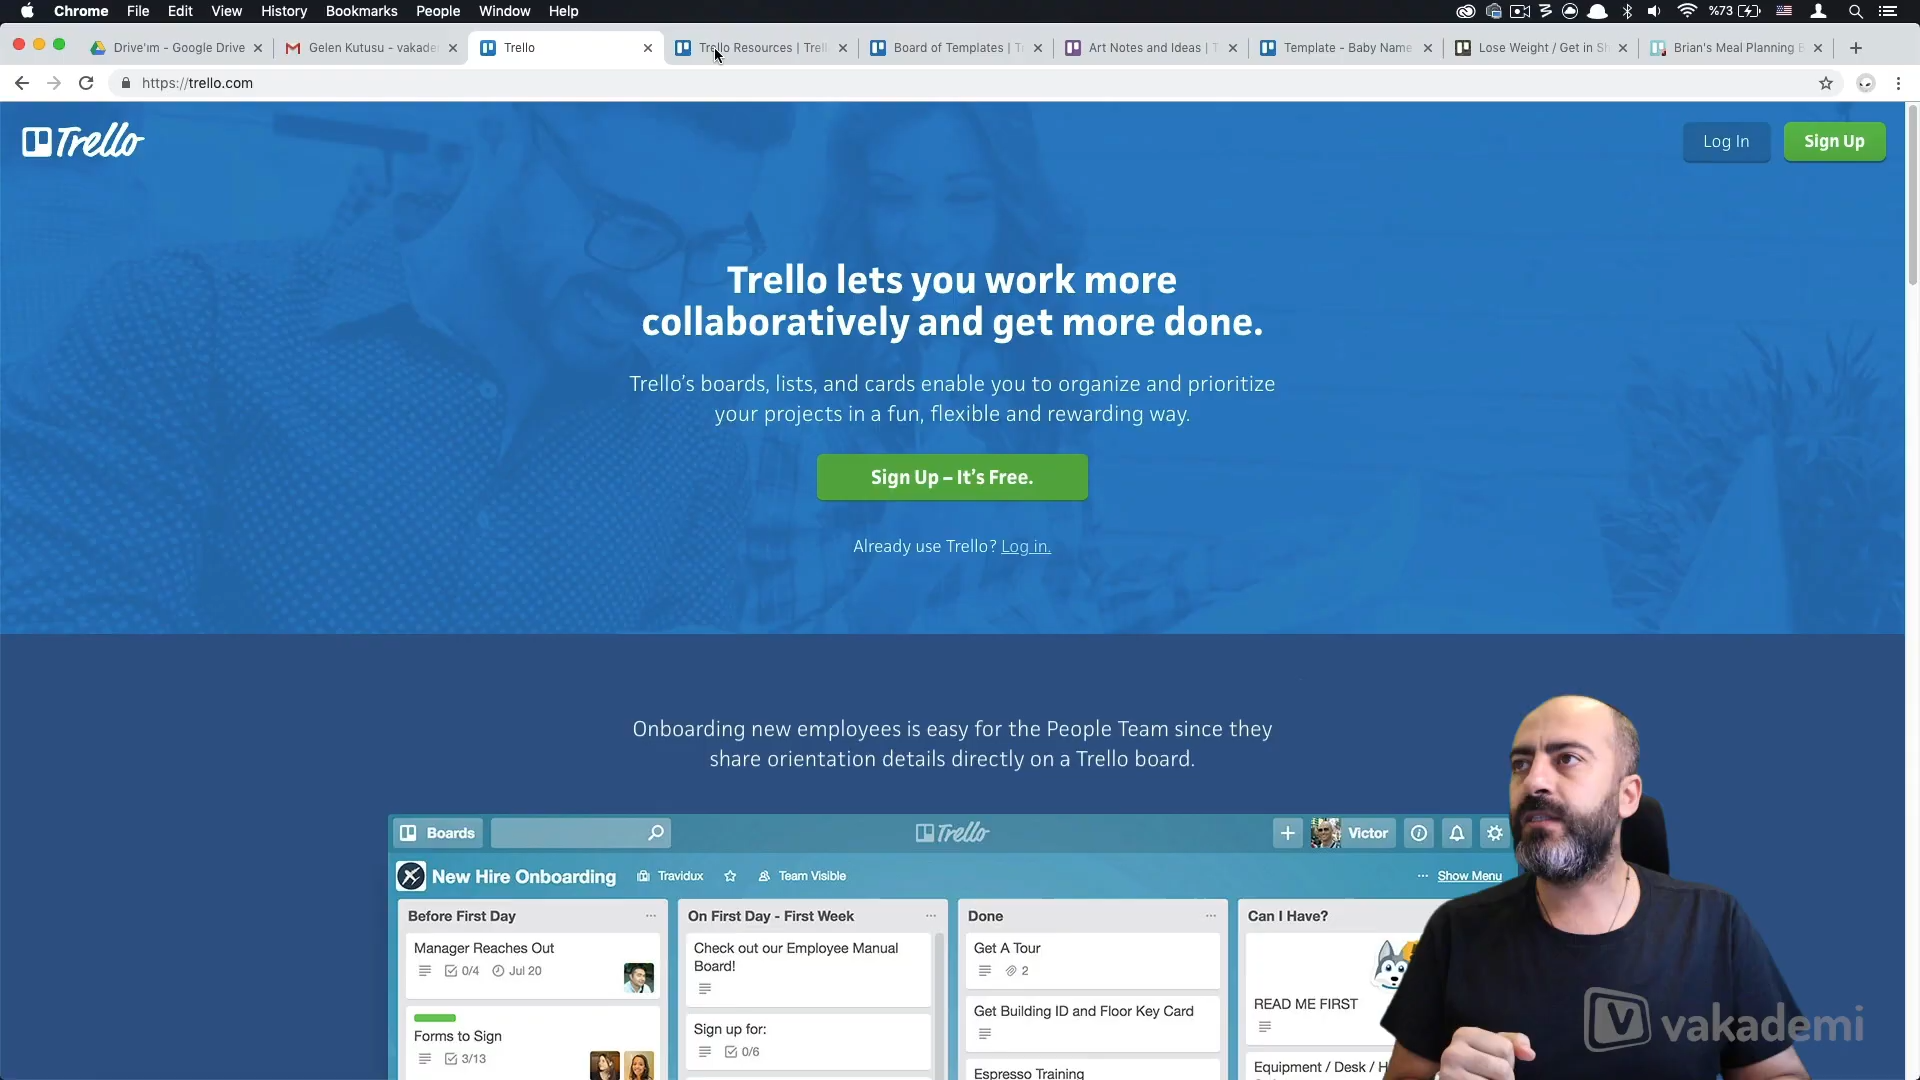 Chrome File Edit View History Bookmarks People Window Help
%73
Drive'ım - Google Drive
Gelen Kutusu - vakade
Trello
Trello Resources | Trell
Board of Templates | T
Art Notes and Ideas | T
Template - Baby Name
Lose Weight / Get in S
Brian's Meal Planning
https://trello.com
Trello
Log In
Sign Up
Trello lets you work more
collaboratively and get more done.
Trello’s boards, lists, and cards enable you to organize and prioritize
your projects in a fun, flexible and rewarding way.
Sign Up – It’s Free.
Already use Trello? Log in.
Onboarding new employees is easy for the People Team since they
share orientation details directly on a Trello board.
Boards
Trello
Victor
New Hire Onboarding
Travidux
Team Visible
... Show Menu
Before First Day
Manager Reaches Out
0/4 Jul 20
Forms to Sign
3/13
On First Day - First Week
Check out our Employee Manual
Board!
Sign up for:
0/6
Done
Get A Tour
2
Get Building ID and Floor Key Card
Espresso Training
Can I Have?
READ ME FIRST
Equipment / Desk /
vakademi